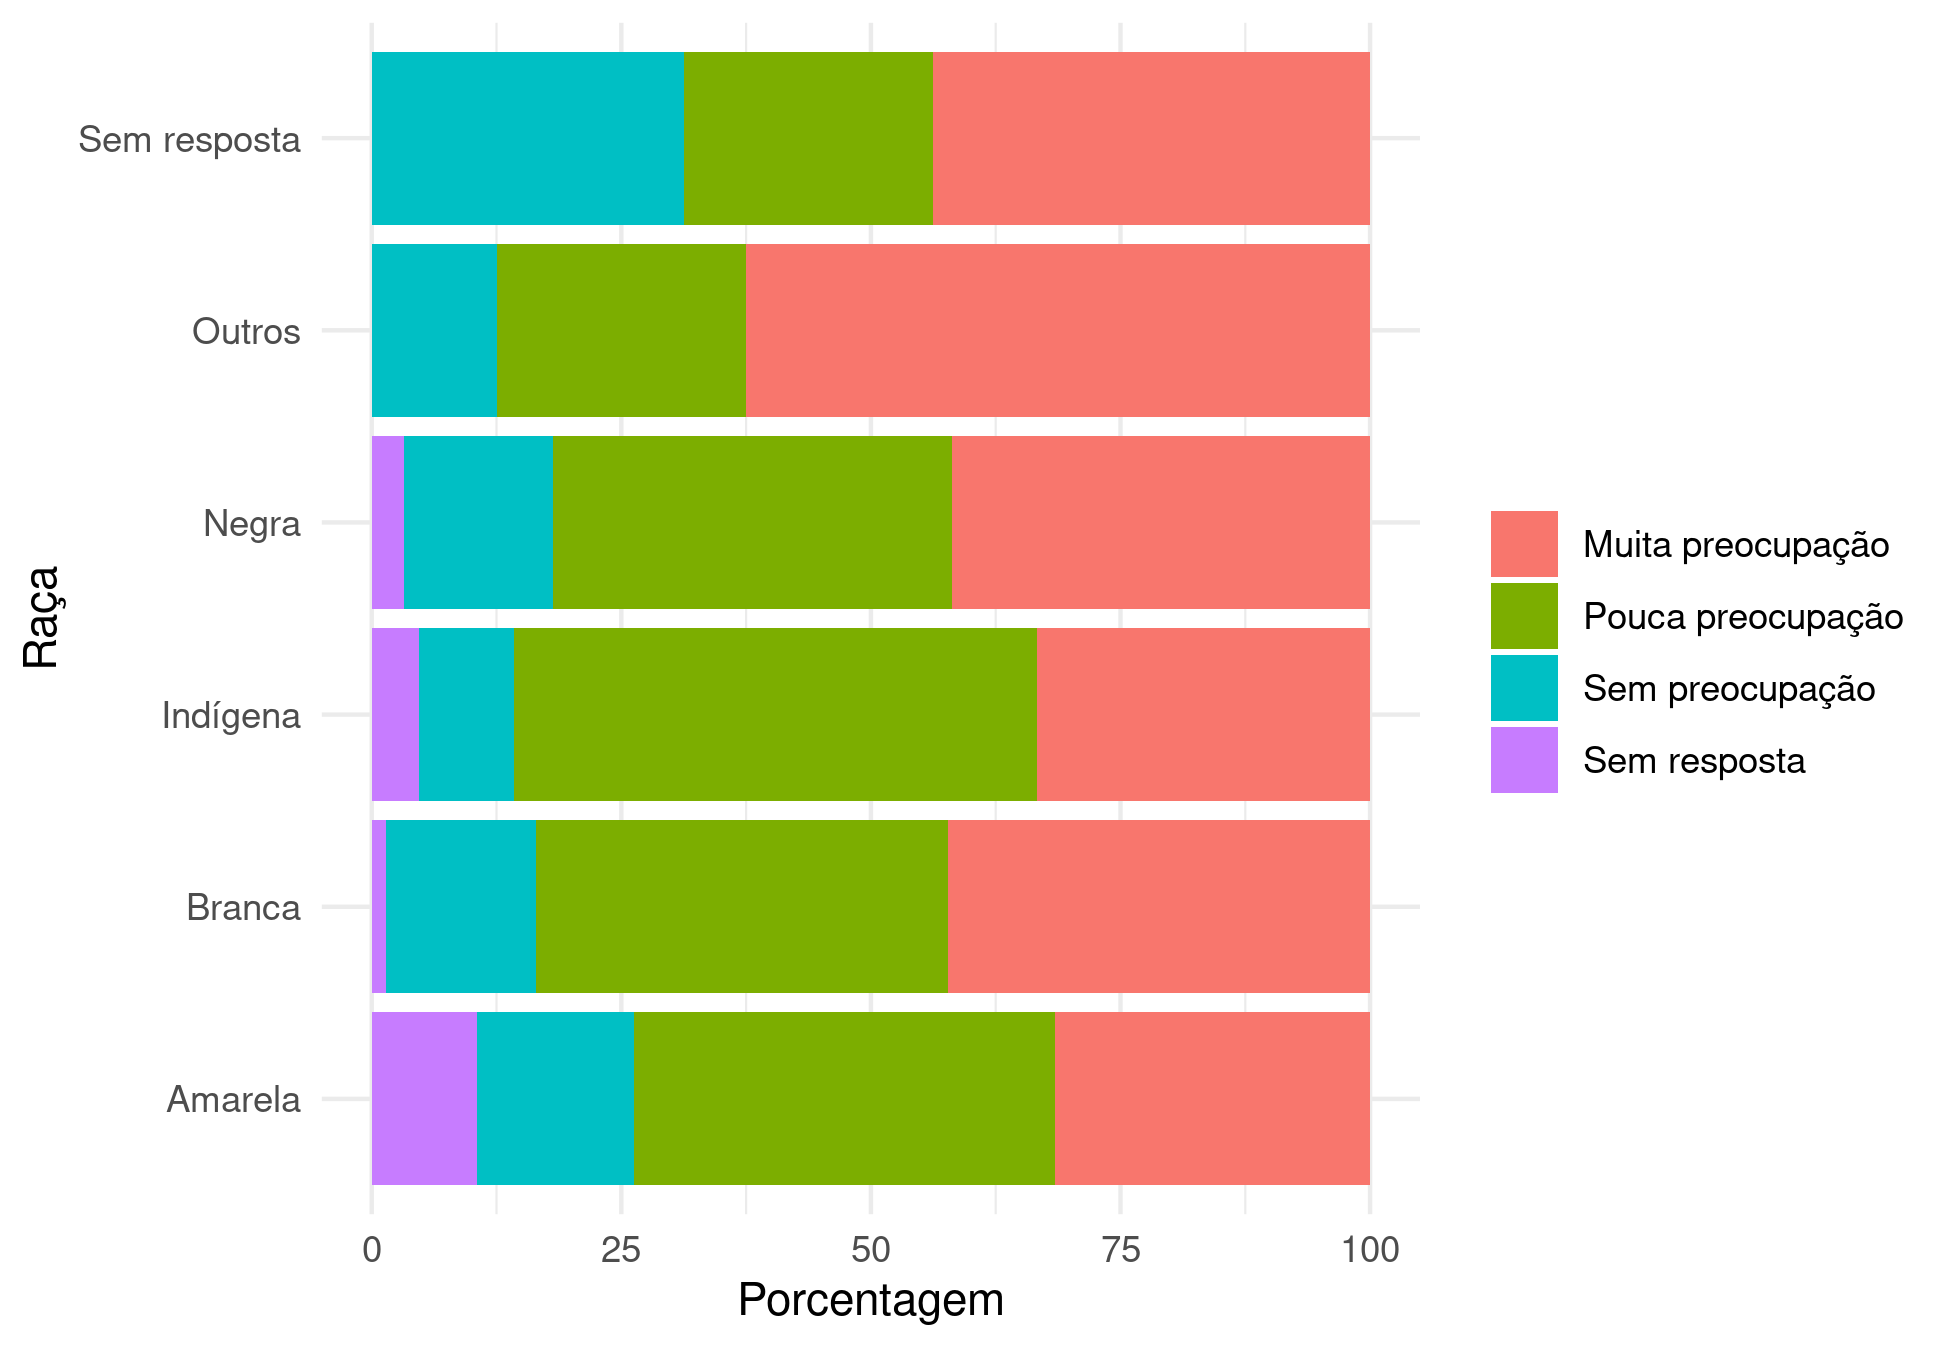 Sem resposta
Outros
Negra
Indígena
Branca
Amarela
Raça
0 25 50 75 100
Porcentagem
Muita preocupação
Pouca preocupação
Sem preocupação
Sem resposta